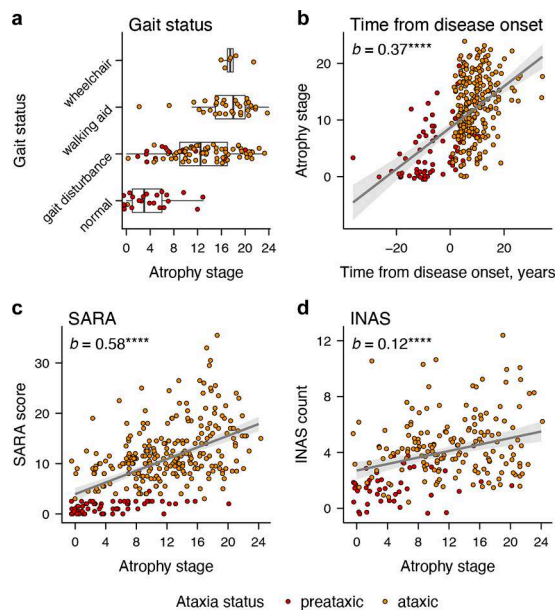 a
Gait status
Gait status
wheelchair
walking aid
gait disturbance
normal
0 4 8 12 16 20 24
Atrophy stage
b
Time from disease onset
b = 0.37****
Atrophy stage
20
10
0
−20 0 20
Time from disease onset, years
c
SARA
b = 0.58****
SARA score
30
20
10
0
0 4 8 12 16 20 24
Atrophy stage
d
INAS
b = 0.12****
INAS count
12
8
4
0
0 4 8 12 16 20 24
Atrophy stage
Ataxia status preataxic ataxic